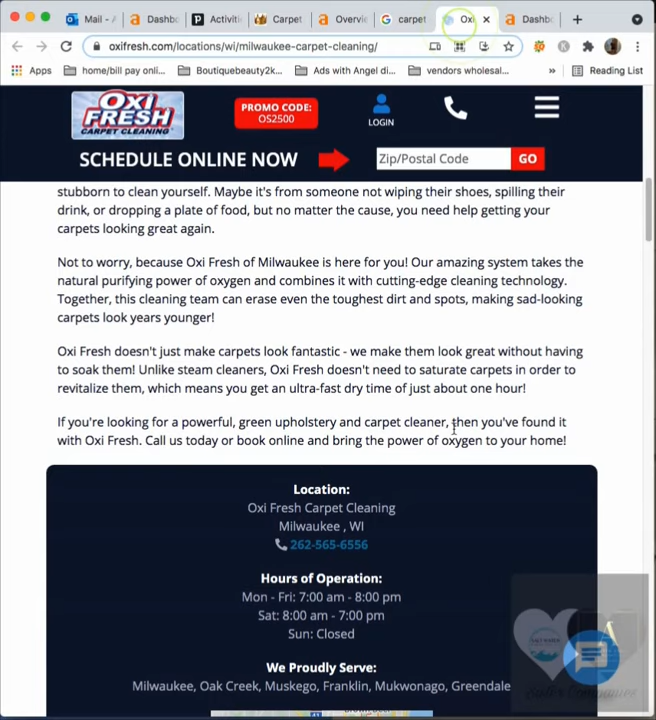 Mail -
Dashb
Activiti
Carpet
Overvi
carpet
Oxi
Dashb
oxifresh.com/locations/wi/milwaukee-carpet-cleaning/
Apps
home/bill pay onli...
Boutiquebeauty2k...
Ads with Angel di...
vendors wholesal...
»
Reading List
OXI
FRESH
CARPET CLEANING
PROMO CODE:
OS2500
LOGIN
SCHEDULE ONLINE NOW
Zip/Postal Code
GO
stubborn to clean yourself. Maybe it's from someone not wiping their shoes, spilling their
drink, or dropping a plate of food, but no matter the cause, you need help getting your
carpets looking great again.
Not to worry, because Oxi Fresh of Milwaukee is here for you! Our amazing system takes the
natural purifying power of oxygen and combines it with cutting-edge cleaning technology.
Together, this cleaning team can erase even the toughest dirt and spots, making sad-looking
carpets look years younger!
Oxi Fresh doesn't just make carpets look fantastic - we make them look great without having
to soak them! Unlike steam cleaners, Oxi Fresh doesn't need to saturate carpets in order to
revitalize them, which means you get an ultra-fast dry time of just about one hour!
If you're looking for a powerful, green upholstery and carpet cleaner, then you've found it
with Oxi Fresh. Call us today or book online and bring the power of oxygen to your home!
Location:
Oxi Fresh Carpet Cleaning
Milwaukee , WI
262-565-6556
Hours of Operation:
Mon - Fri: 7:00 am - 8:00 pm
Sat: 8:00 am - 7:00 pm
Sun: Closed
We Proudly Serve:
Milwaukee, Oak Creek, Muskego, Franklin, Mukwonago, Greendale
Sister Companies